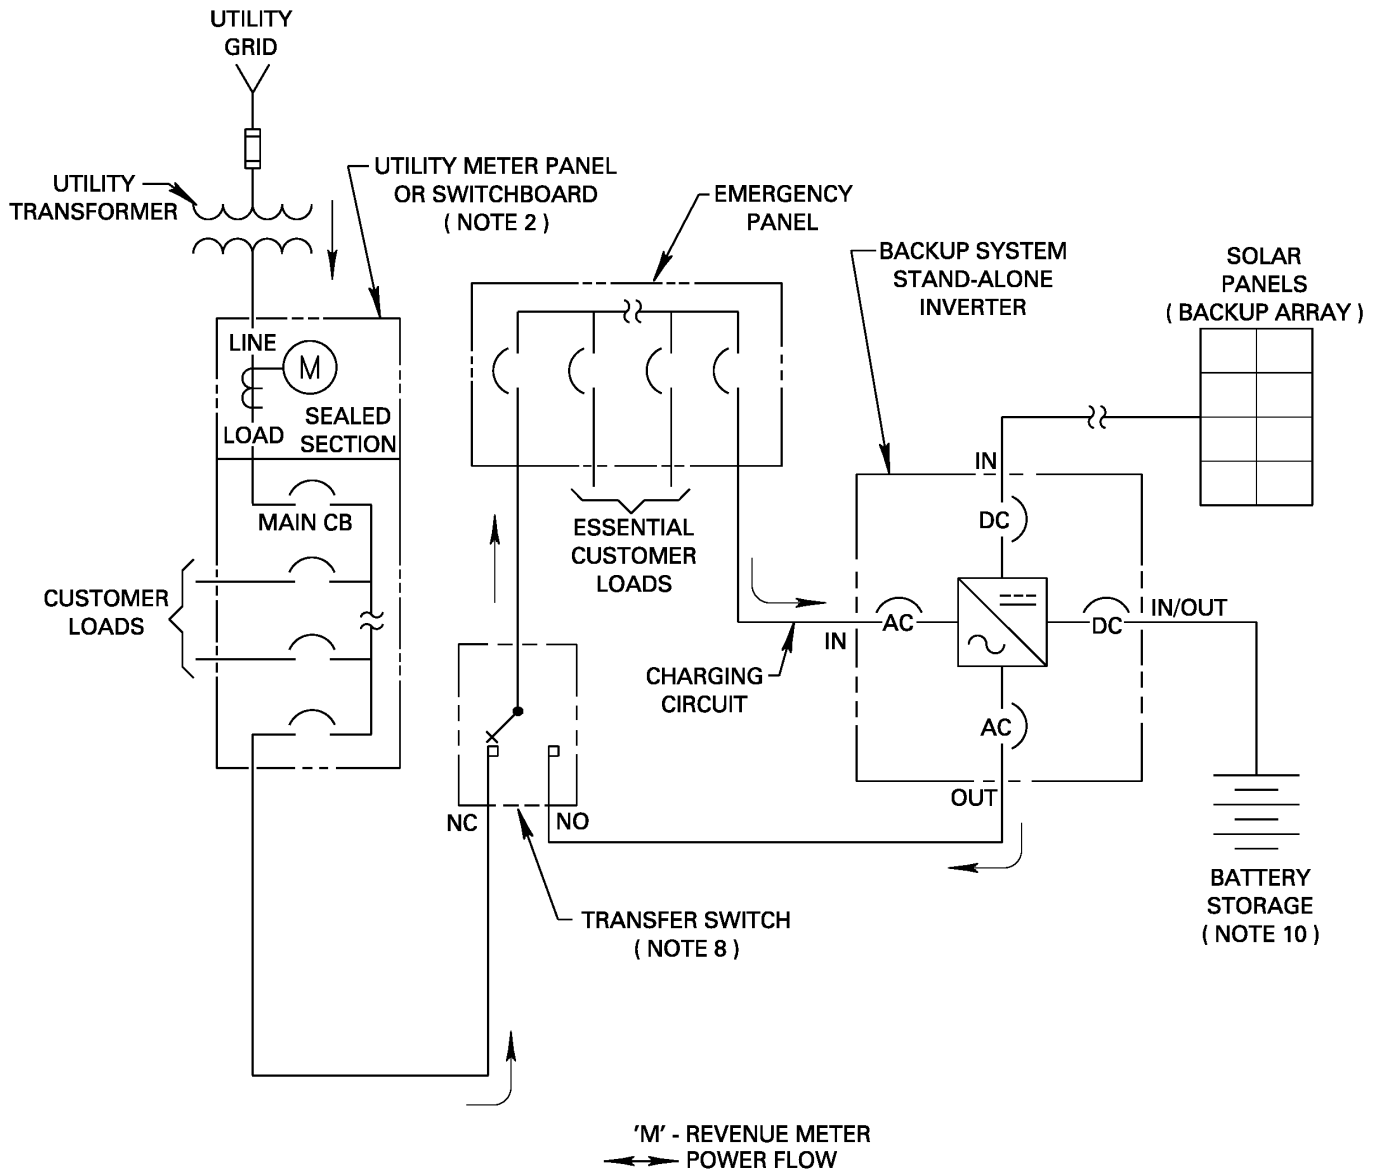 UTILITY
GRID
UTILITY
TRANSFORMER
UTILITY METER PANEL
OR SWITCHBOARD
( NOTE 2 )
EMERGENCY
PANEL
BACKUP SYSTEM
STAND-ALONE
INVERTER
SOLAR
PANELS
( BACKUP ARRAY )
LINE
M
SEALED
SECTION
LOAD
MAIN CB
CUSTOMER
LOADS
ESSENTIAL
CUSTOMER
LOADS
IN
DC
AC
IN
DC
IN/OUT
CHARGING
CIRCUIT
AC
OUT
NC
NO
TRANSFER SWITCH
( NOTE 8 )
BATTERY
STORAGE
( NOTE 10 )
'M' - REVENUE METER
POWER FLOW